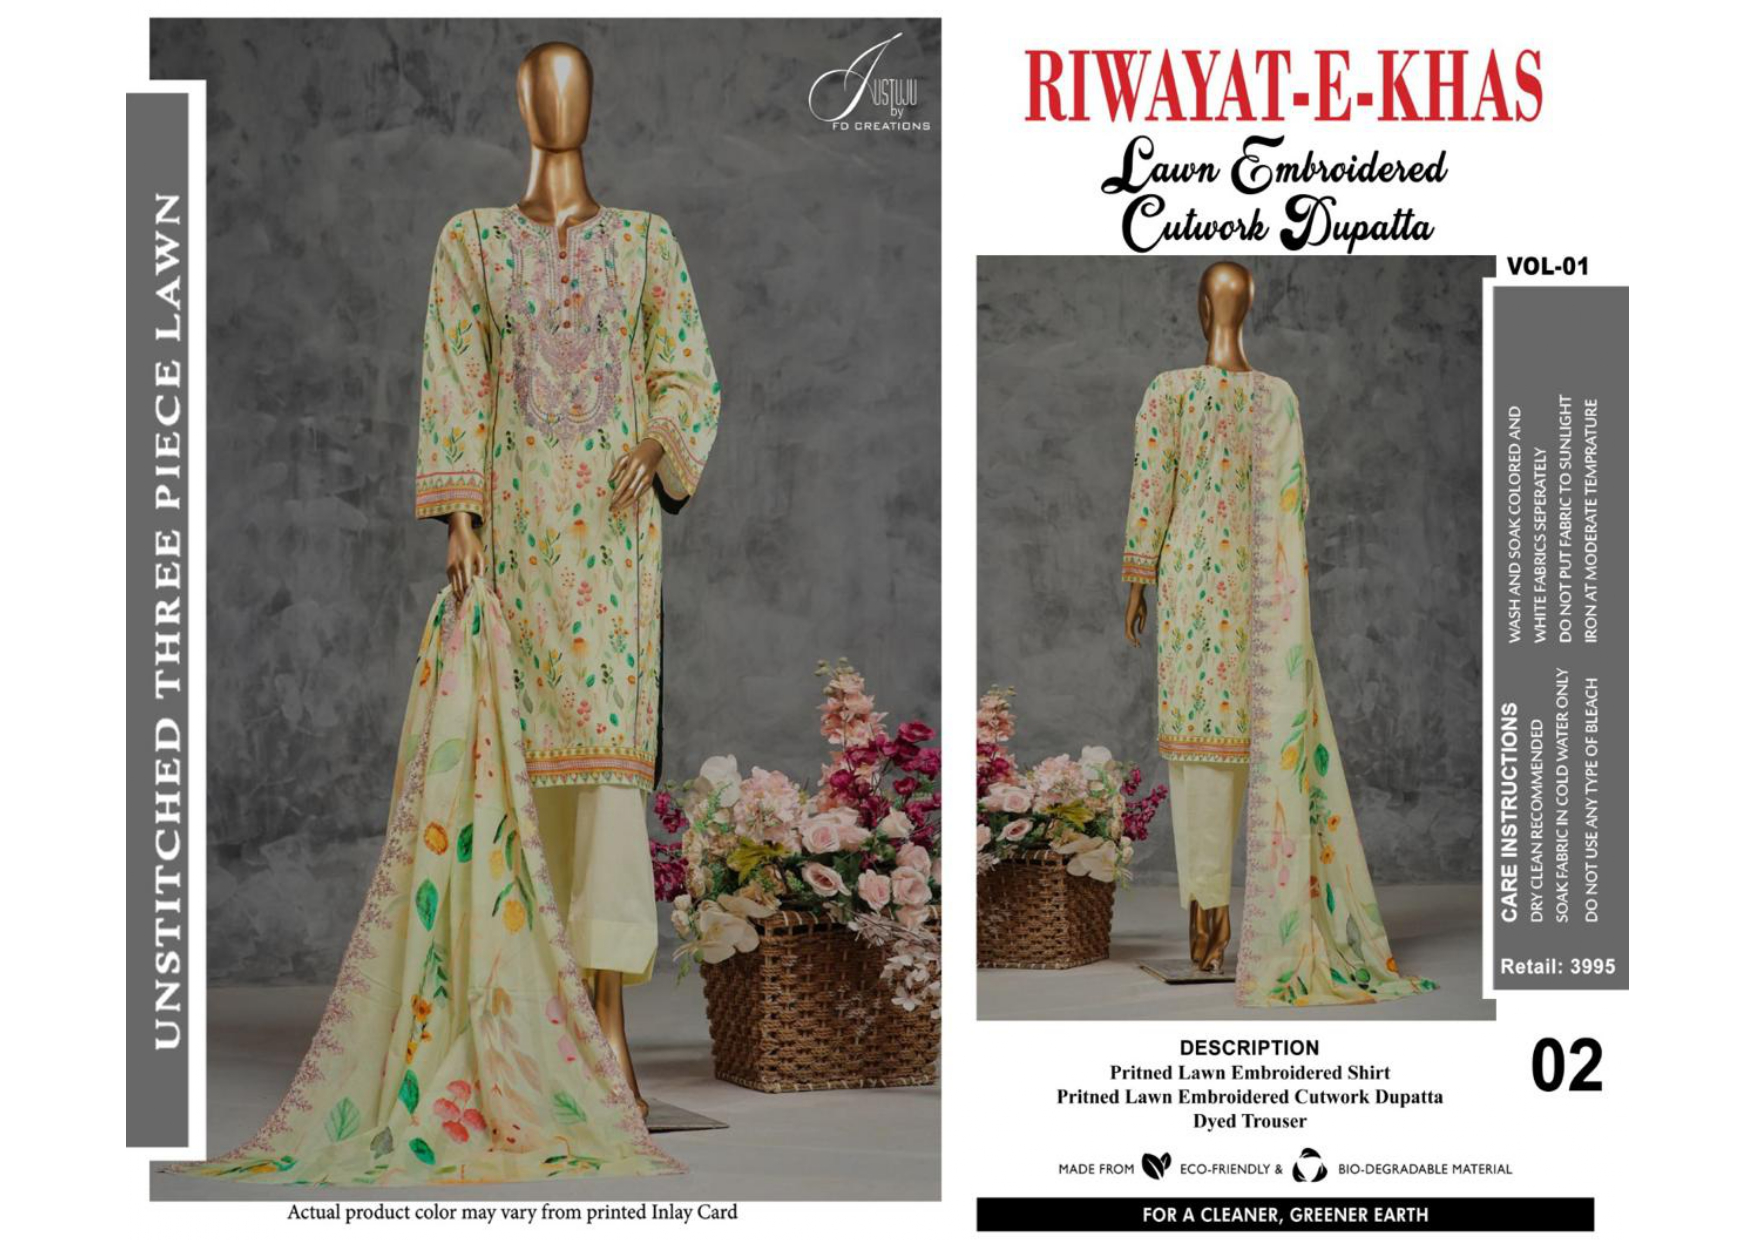 UNSTITCHED THREE PIECE LAWN
JUSTUJU
by
FD CREATIONS
Actual product color may vary from printed Inlay Card
RIWAYAT-E-KHAS
Lawn Embroidered
Cutwork Dupatta
VOL-01
CARE INSTRUCTIONS
DRY CLEAN RECOMMENDED
SOAK FABRIC IN COLD WATER ONLY
DO NOT USE ANY TYPE OF BLEACH
WASH AND SOAK COLORED AND
WHITE FABRICS SEPERATELY
DO NOT PUT FABRIC TO SUNLIGHT
IRON AT MODERATE TEMPRATURE
Retail: 3995
02
DESCRIPTION
Pritned Lawn Embroidered Shirt
Pritned Lawn Embroidered Cutwork Dupatta
Dyed Trouser
MADE FROM ECO-FRIENDLY & BIO-DEGRADABLE MATERIAL
FOR A CLEANER, GREENER EARTH